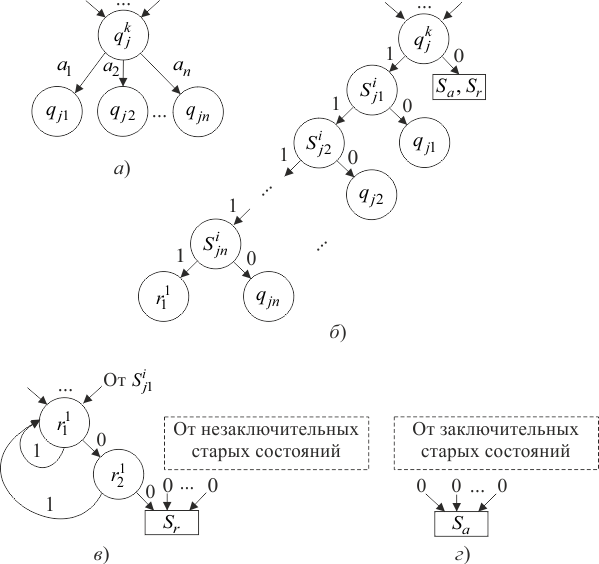 ...
q_j^k
a_1 a_2 a_n
q_{j1} q_{j2} ... q_{jn}
а)
...
q_j^k
1 0
S_{j1}^i S_a, S_r
1 0
S_{j2}^i q_{j1}
1 0
... q_{j2}
1
S_{jn}^i ...
1 0
r_1^1 q_{jn}
б)
... От S_{j1}^i
r_1^1
1 0
r_2^1
1 0 0 ... 0
S_r
в)
От незаключительных
старых состояний
От заключительных
старых состояний
0 0 ... 0
S_a
г)